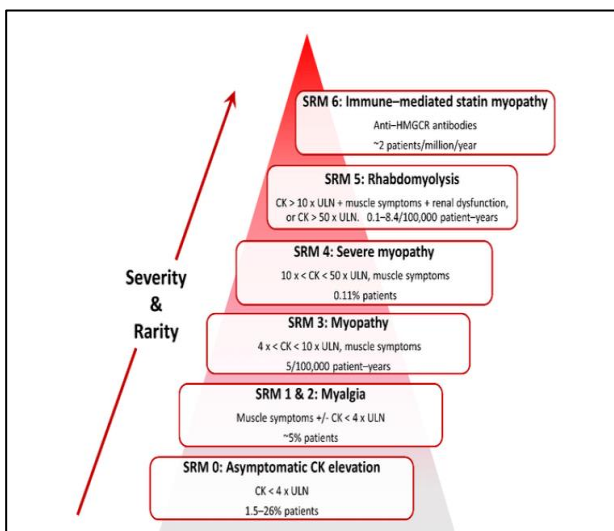 SRM 6: Immune–mediated statin myopathy
Anti–HMGCR antibodies
~2 patients/million/year
SRM 5: Rhabdomyolysis
CK > 10 x ULN + muscle symptoms + renal dysfunction,
or CK > 50 x ULN. 0.1–8.4/100,000 patient–years
SRM 4: Severe myopathy
10 x < CK < 50 x ULN, muscle symptoms
0.11% patients
Severity
&
Rarity
SRM 3: Myopathy
4 x < CK < 10 x ULN, muscle symptoms
5/100,000 patient–years
SRM 1 & 2: Myalgia
Muscle symptoms +/- CK < 4 x ULN
~5% patients
SRM 0: Asymptomatic CK elevation
CK < 4 x ULN
1.5–26% patients